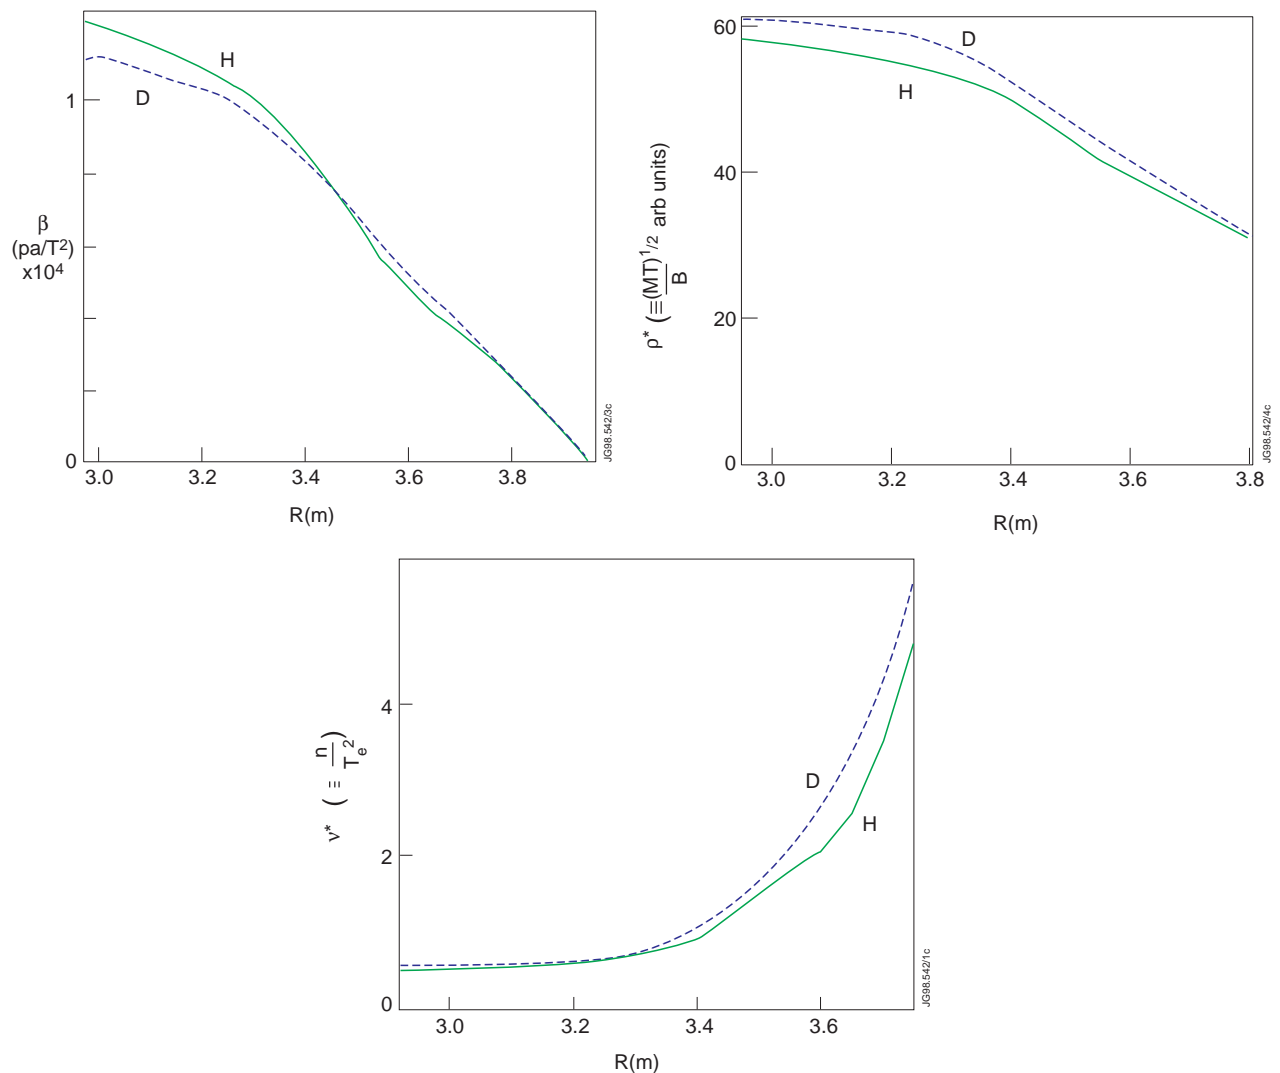 H
D
1
β
(pa/T2)
x104
0
3.0 3.2 3.4 3.6 3.8
R(m)
JG98.542/3c
60
D
H
40
20
0
ρ* (≡(MT)1/2 arb units)
B
3.0 3.2 3.4 3.6 3.8
R(m)
JG98.542/4c
4
D
H
2
0
ν* (≡ n )
Te2
3.0 3.2 3.4 3.6
R(m)
JG98.542/1c